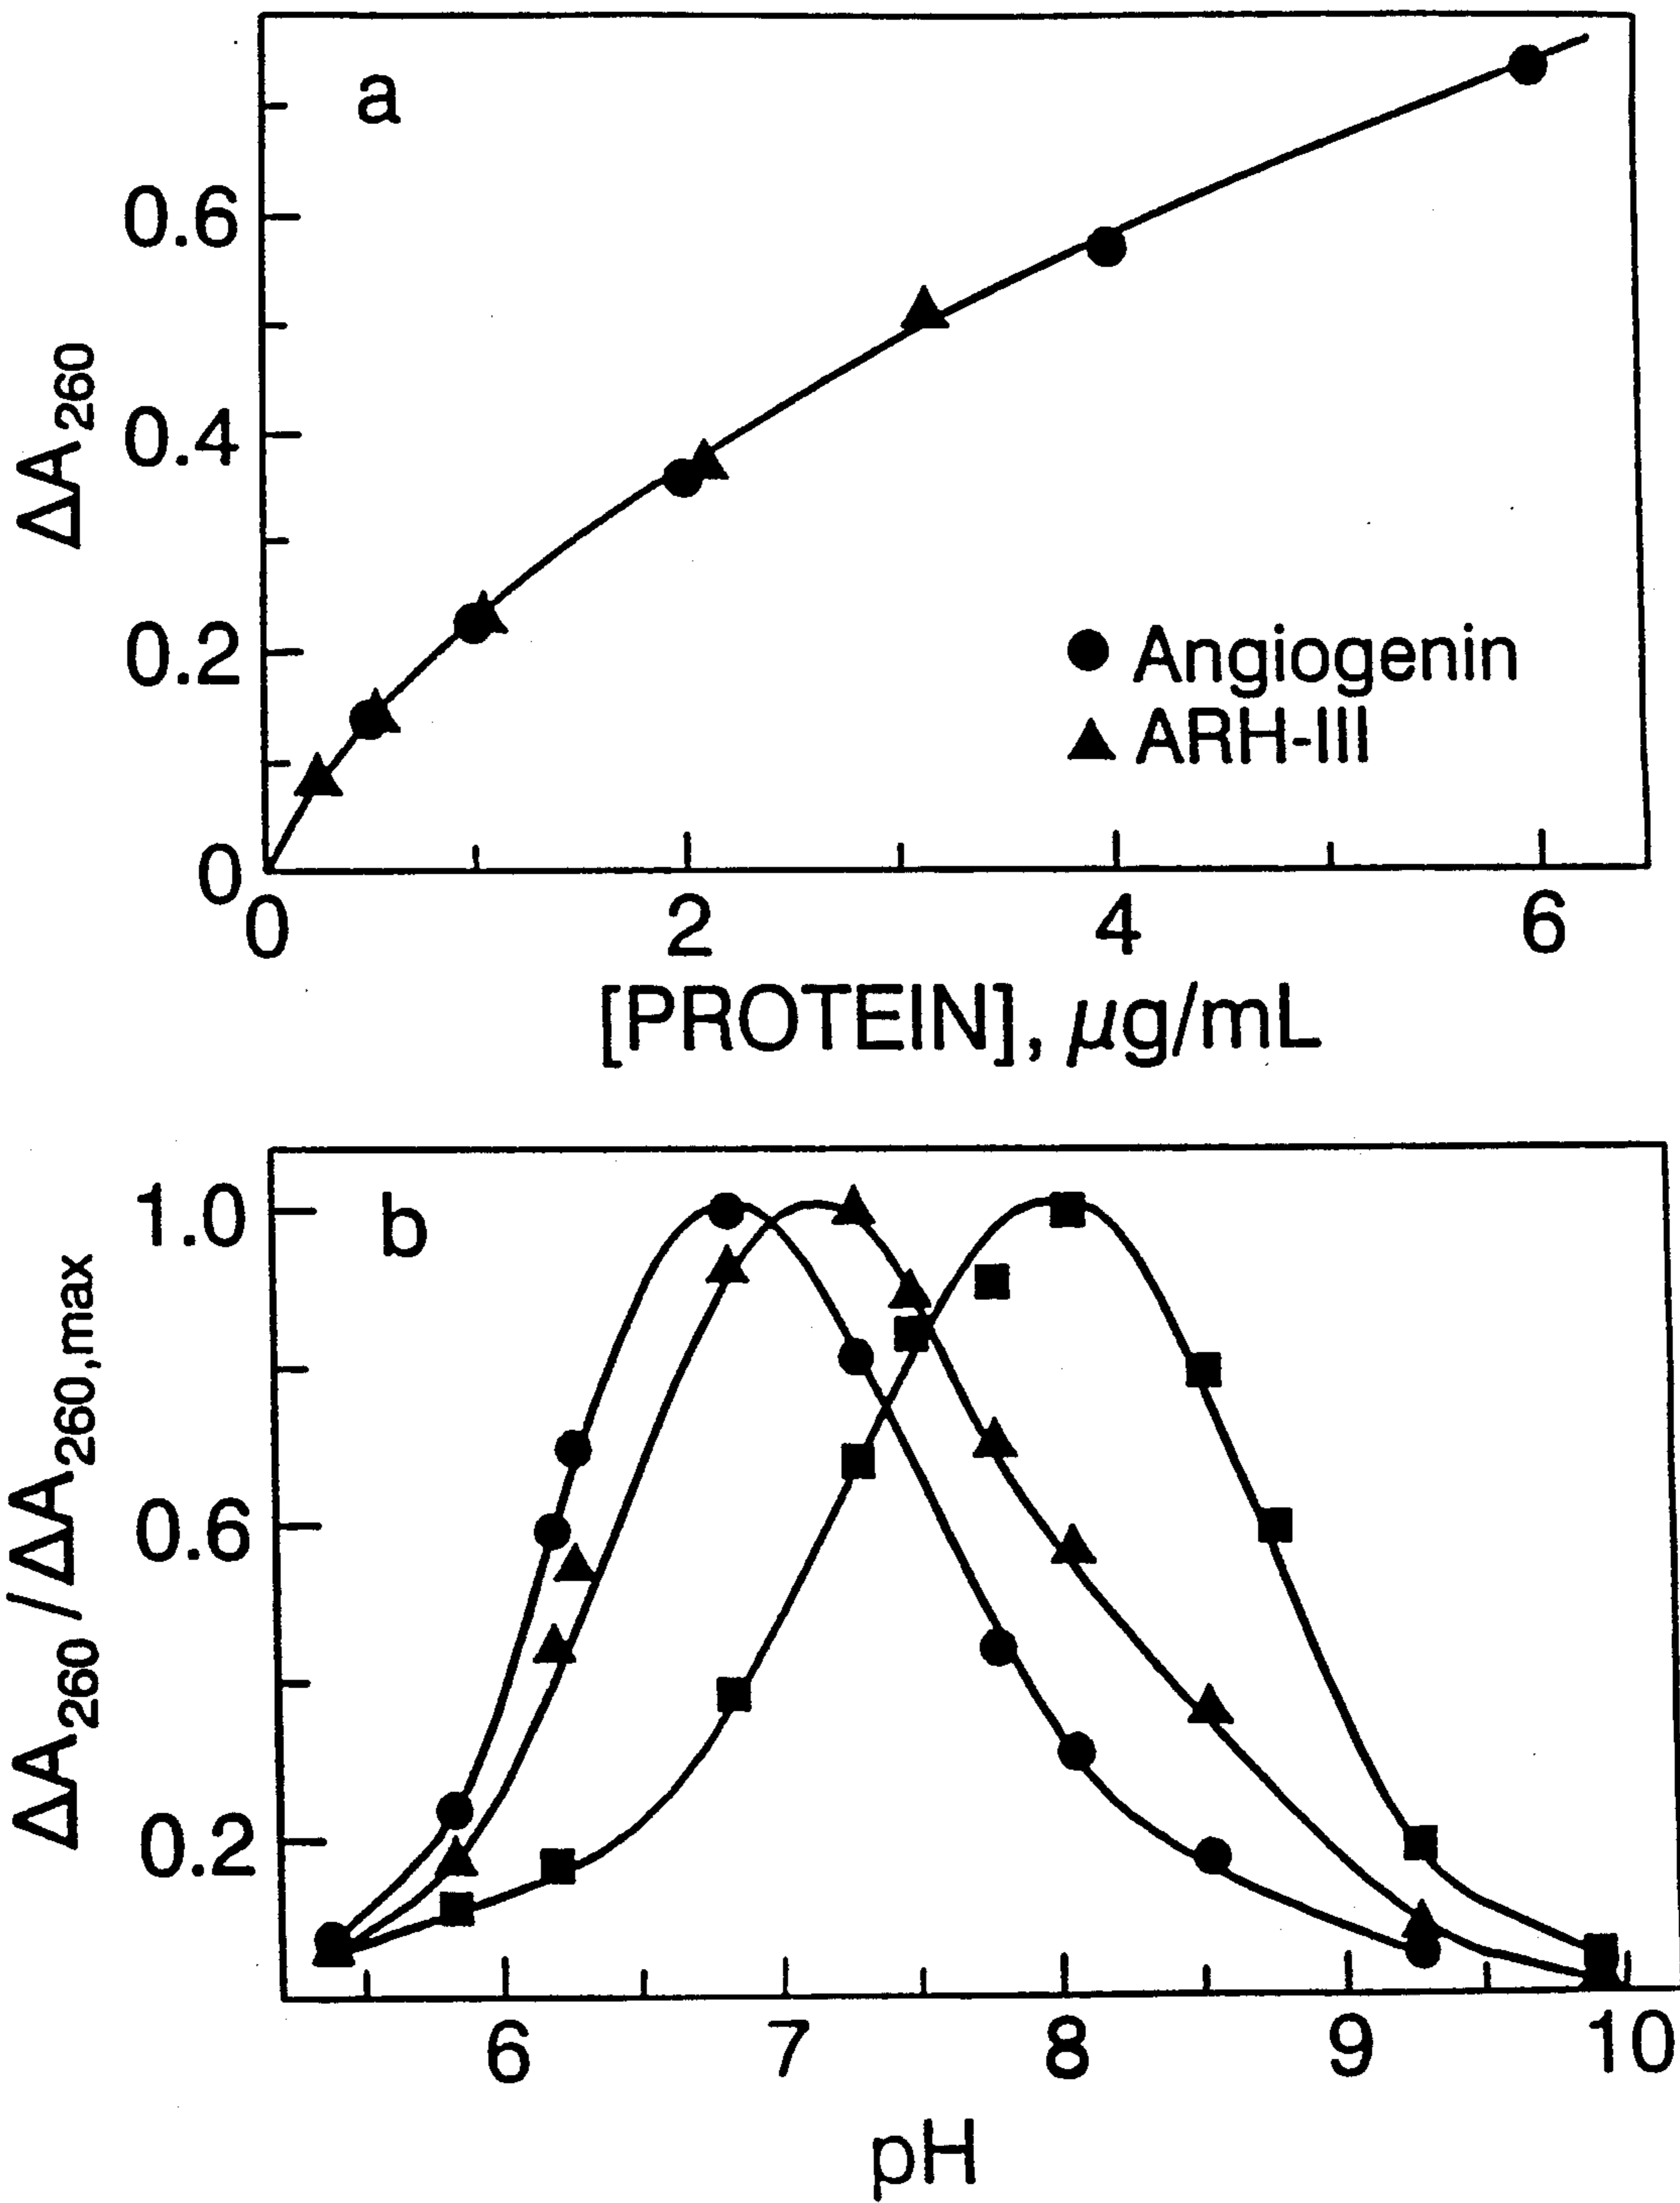 a
0.6
0.4
0.2
0
ΔA260
● Angiogenin
▲ ARH-III
0 2 4 6
[PROTEIN], μg/mL
b
1.0
0.6
0.2
ΔA260 / ΔA260,max
6 7 8 9 10
pH